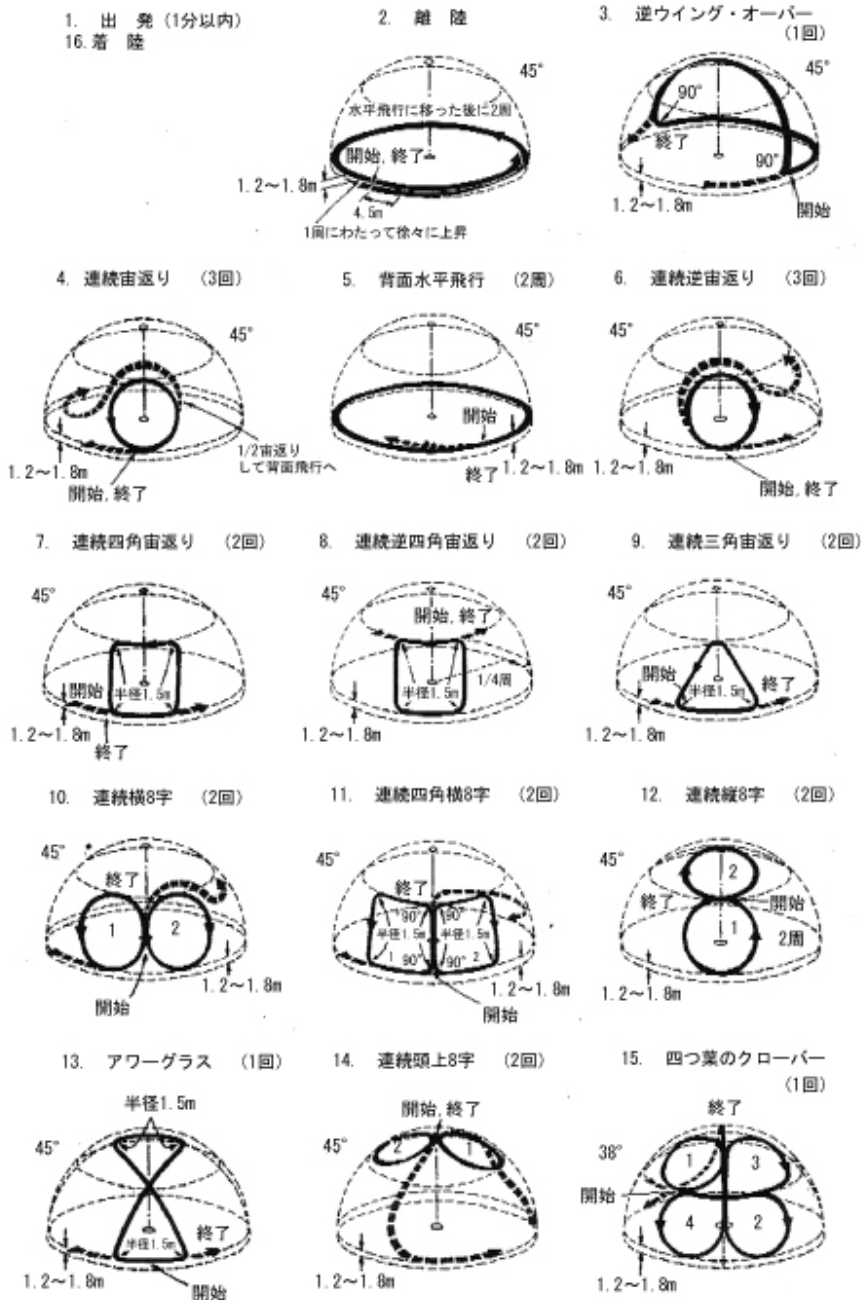 1. 出 発 (1分以内)
16. 着 陸
2. 離 陸
45°
水平飛行に移った後に2周
開始, 終了
1.2～1.8m
4.5m
1周にわたって徐々に上昇
3. 逆ウイング・オーバー
(1回)
45°
90°
終了
90°
1.2～1.8m
開始
4. 連続宙返り (3回)
45°
1/2宙返り
して背面飛行へ
1.2～1.8m
開始, 終了
5. 背面水平飛行 (2周)
45°
開始
終了
1.2～1.8m
6. 連続逆宙返り (3回)
45°
1.2～1.8m
開始, 終了
7. 連続四角宙返り (2回)
45°
開始
半径1.5m
1.2～1.8m
終了
8. 連続逆四角宙返り (2回)
45°
開始, 終了
半径1.5m
1/4周
9. 連続三角宙返り (2回)
45°
開始
半径1.5m
終了
1.2～1.8m
10. 連続横8字 (2回)
45°
終了
1
2
1.2～1.8m
開始
11. 連続四角横8字 (2回)
45°
終了
90°
90°
半径1.5m
半径1.5m
1
90°
90°
2
1.2～1.8m
開始
12. 連続縦8字 (2回)
45°
2
終了
開始
1
2周
1.2～1.8m
13. アワーグラス (1回)
半径1.5m
45°
半径1.5m
終了
1.2～1.8m
開始
14. 連続頭上8字 (2回)
開始, 終了
45°
2
1
1.2～1.8m
15. 四つ葉のクローバー
(1回)
終了
38°
1
3
開始
4
2
1.2～1.8m